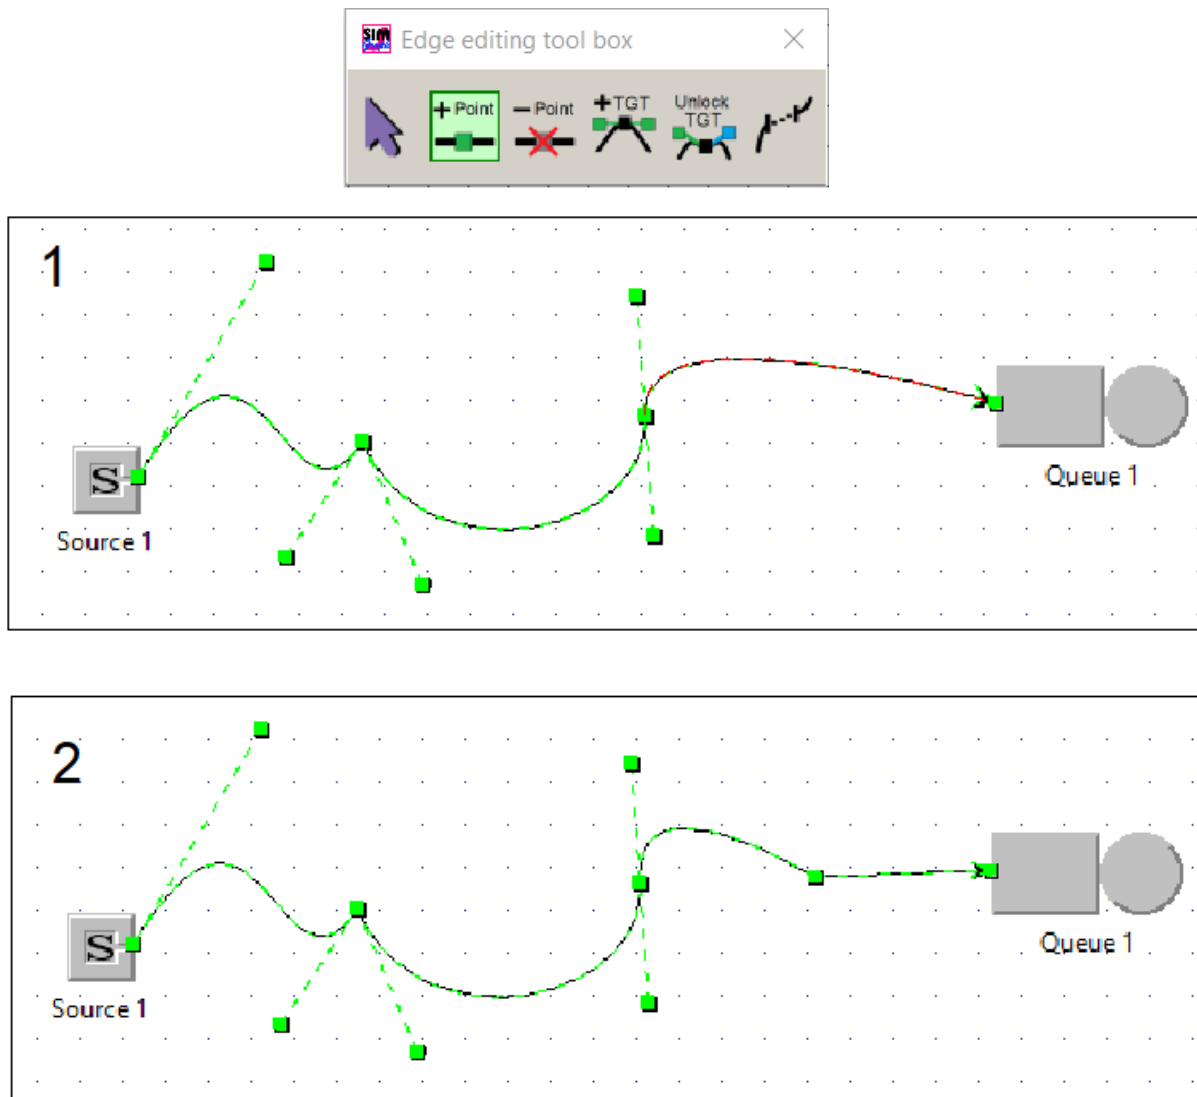 SIM
Edge editing tool box
+ Point
− Point
+TGT
Unlock
TGT
1
S
Source 1
Queue 1
2
S
Source 1
Queue 1